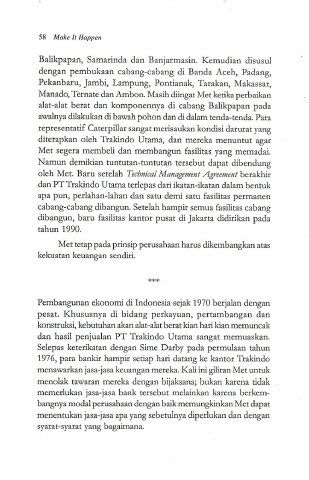 58 Make It Happen
Balikpapan, Samarinda dan Banjarmasin. Kemudian disusul
dengan pembukaan cabang-cabang di Banda Aceh, Padang,
Pekanbaru, Jambi, Lampung, Pontianak, Tarakan, Makassar,
Manado, Ternate dan Ambon. Masih diingat Met ketika perbaikan
alat-alat berat dan komponennya di cabang Balikpapan pada
awalnya dilakukan di bawah pohon dan di dalam tenda-tenda. Para
representatif Caterpillar sangat merisaukan kondisi darurat yang
diterapkan oleh Trakindo Utama, dan mereka menuntut agar
Met segera membeli dan membangun fasilitas yang memadai.
Namun demikian tuntutan-tuntutan tersebut dapat dibendung
oleh Met. Baru setelah Technical Management Agreement berakhir
dan PT Trakindo Utama terlepas dari ikatan-ikatan dalam bentuk
apa pun, perlahan-lahan dan satu demi satu fasilitas permanen
cabang-cabang dibangun. Setelah hampir semua fasilitas cabang
dibangun, baru fasilitas kantor pusat di Jakarta didirikan pada
tahun 1990.
Met tetap pada prinsip perusahaan harus dikembangkan atas
kekuatan keuangan sendiri.
***
Pembangunan ekonomi di Indonesia sejak 1970 berjalan dengan
pesat. Khususnya di bidang perkayuan, pertambangan dan
konstruksi, kebutuhan akan alat-alat berat kian hari kian memuncak
dan hasil penjualan PT Trakindo Utama sangat memuaskan.
Selepas keterikatan dengan Sime Darby pada permulaan tahun
1976, para bankir hampir setiap hari datang ke kantor Trakindo
menawarkan jasa-jasa keuangan mereka. Kali ini giliran Met untuk
menolak tawaran mereka dengan bijaksana; bukan karena tidak
memerlukan jasa-jasa bank tersebut melainkan karena berkem-
bangnya modal perusahaan dengan baik memungkinkan Met dapat
menentukan jasa-jasa apa yang sebetulnya diperlukan dan dengan
syarat-syarat yang bagaimana.